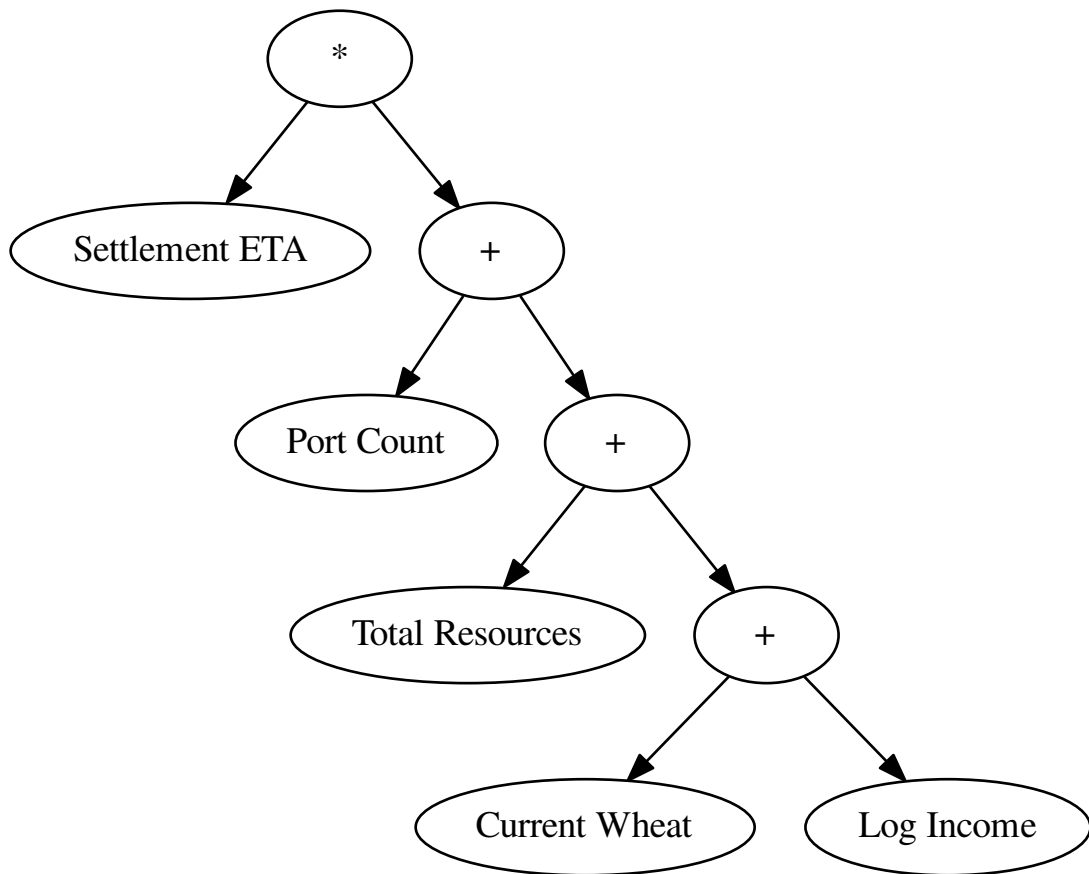 *
Settlement ETA
+
Port Count
+
Total Resources
+
Current Wheat
Log Income